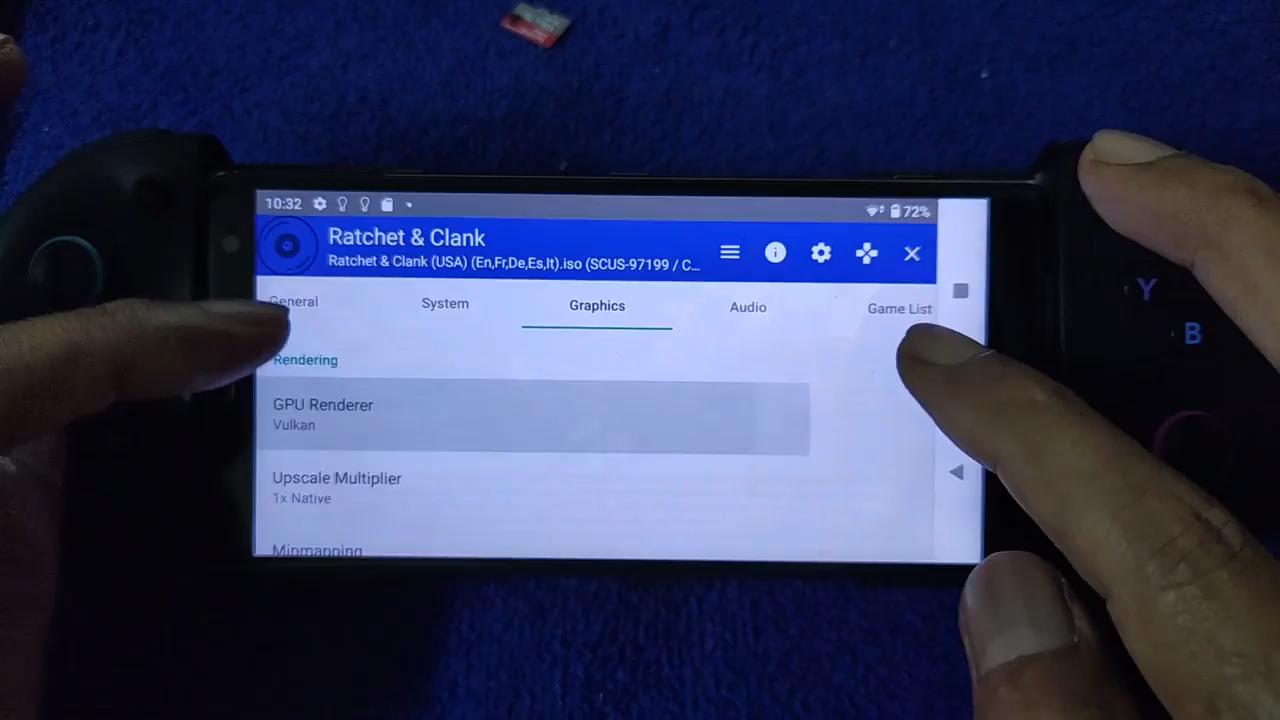 10:32 72%
Ratchet & Clank
Ratchet & Clank (USA) (En,Fr,De,Es,It).iso (SCUS-97199 / C...
General System Graphics Audio Game List
Rendering
GPU Renderer
Vulkan
Upscale Multiplier
1x Native
Mipmapping
Y
B